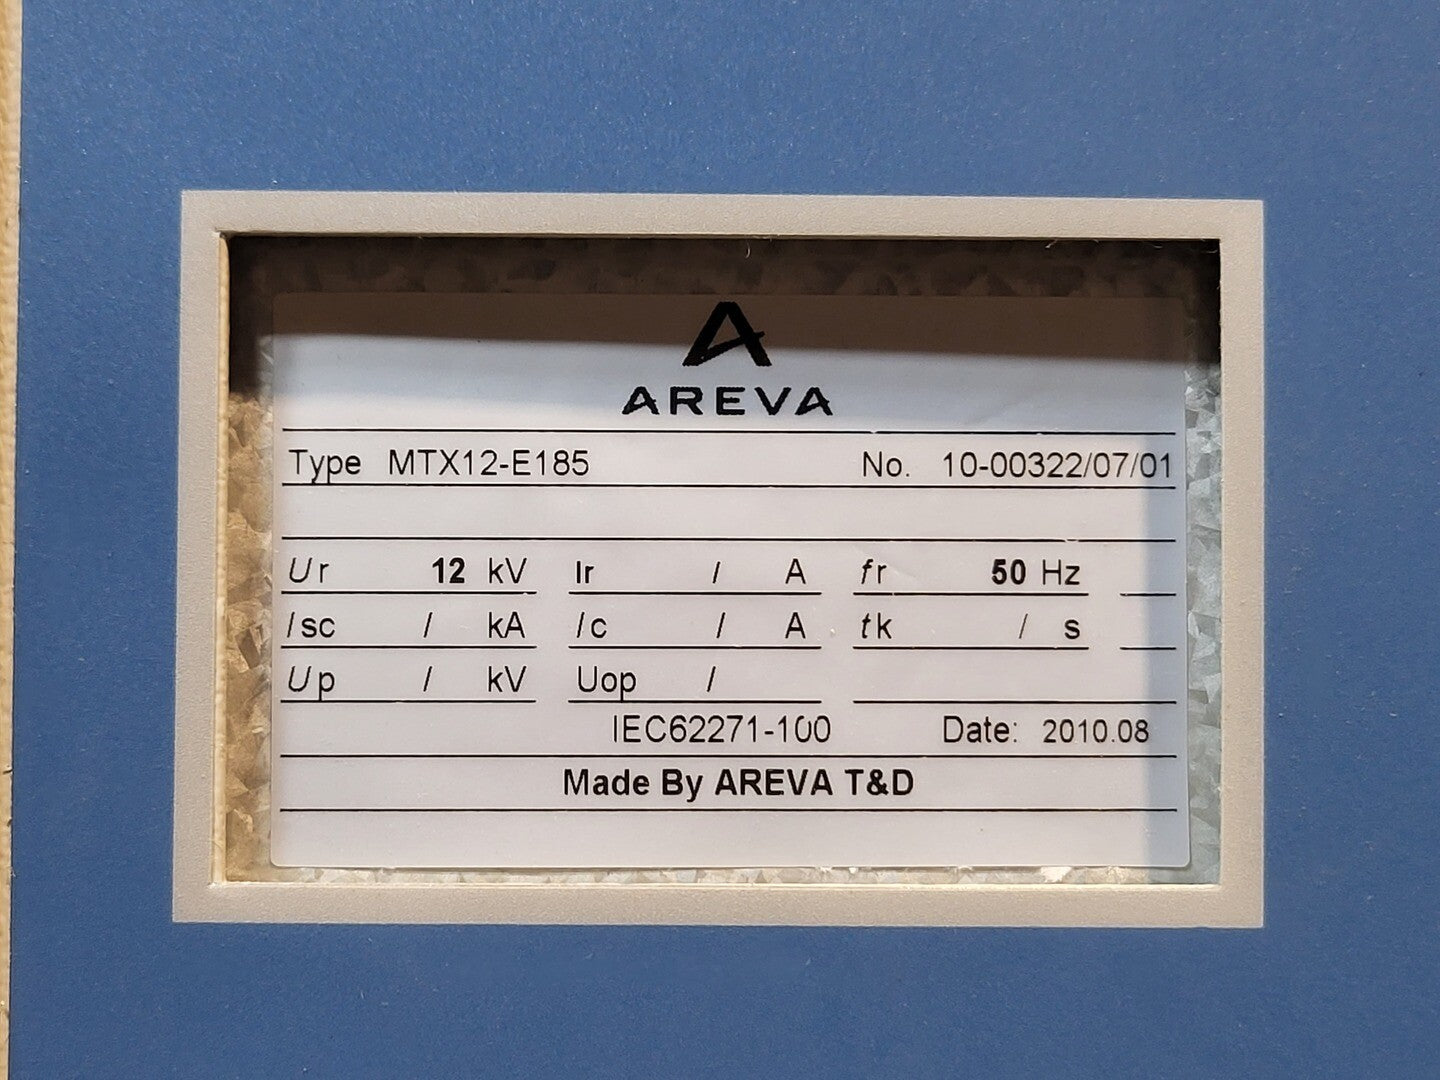 AREVA
Type MTX12-E185 No. 10-00322/07/01
Ur 12 kV Ir / A fr 50 Hz
Isc / kA Ic / A tk / s
Up / kV Uop /
IEC62271-100 Date: 2010.08
Made By AREVA T&D